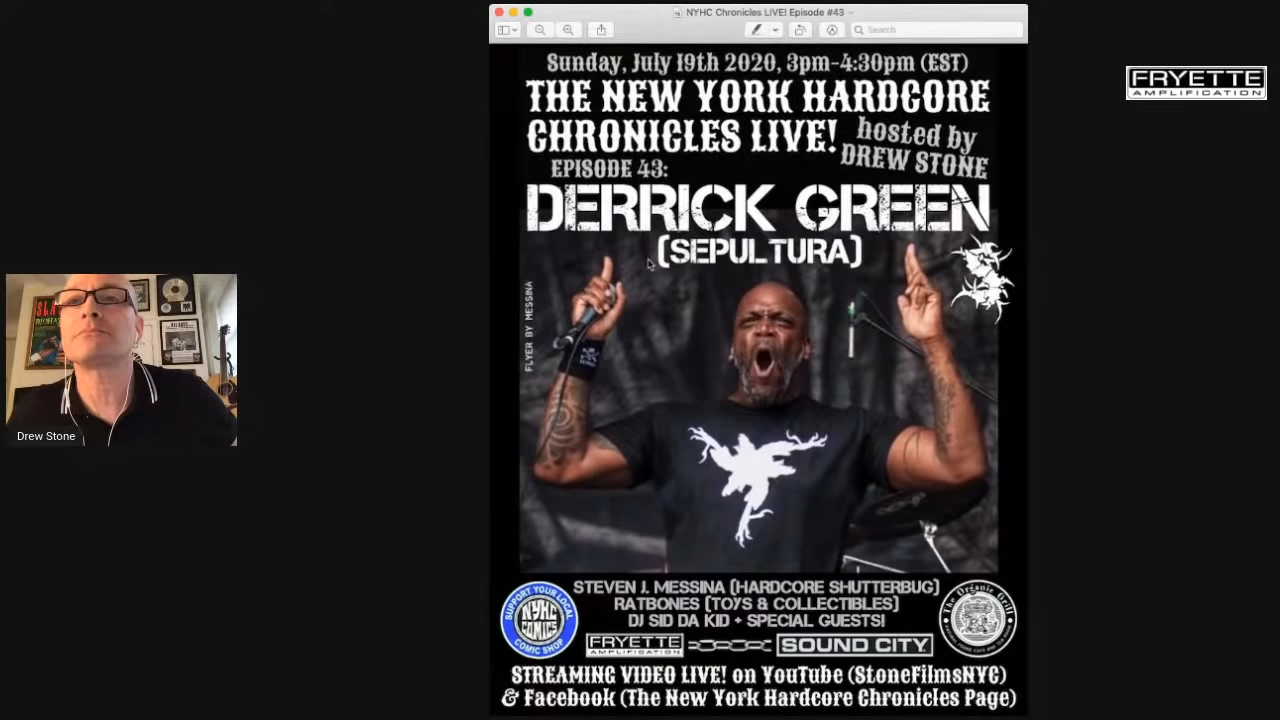 NYHC Chronicles LIVE! Episode #43
Search
Sunday, July 19th 2020, 3pm-4:30pm (EST)
THE NEW YORK HARDCORE
CHRONICLES LIVE!
hosted by
DREW STONE
EPISODE 43:
DERRICK GREEN
(SEPULTURA)
FLYER BY MESSINA
STEVEN J. MESSINA (HARDCORE SHUTTERBUG)
RATBONES (TOYS & COLLECTIBLES)
DJ SID DA KID + SPECIAL GUESTS!
SUPPORT YOUR LOCAL
NYHC
COMICS
COMIC SHOP
FRYETTE
AMPLIFICATION
SOUND CITY
The Organic Grill
STREAMING VIDEO LIVE! on YouTube (StoneFilmsNYC)
& Facebook (The New York Hardcore Chronicles Page)
FRYETTE
AMPLIFICATION
Drew Stone